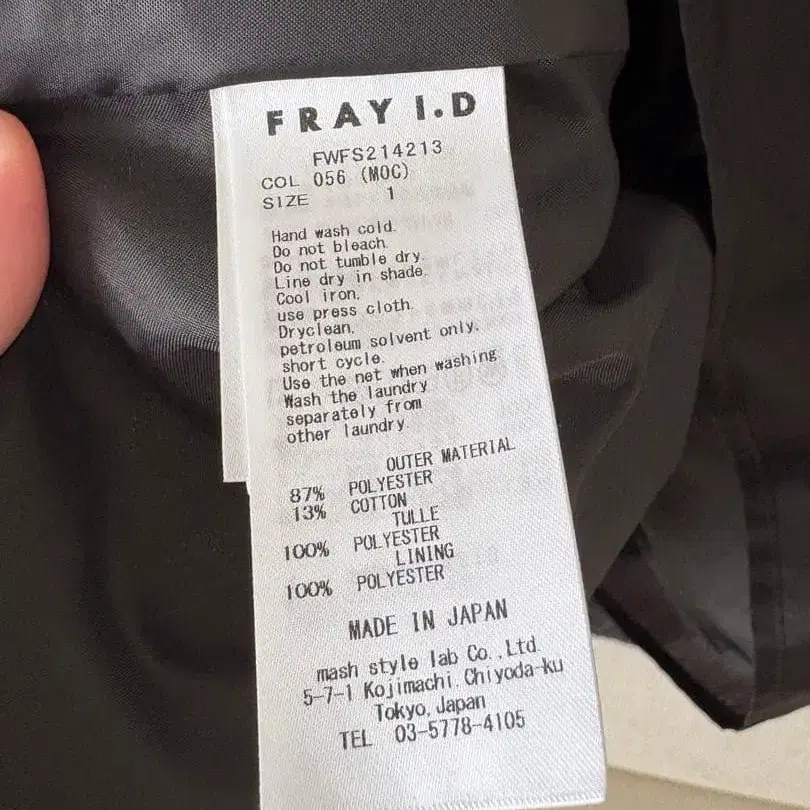 FRAY I.D
FWFS214213
COL 056 (MOC)
SIZE 1
Hand wash cold.
Do not bleach.
Do not tumble dry.
Line dry in shade.
Cool iron.
use press cloth.
Dryclean.
petroleum solvent only.
short cycle.
Use the net when washing.
Wash the laundry
separately from
other laundry.
OUTER MATERIAL
87% POLYESTER
13% COTTON
TULLE
100% POLYESTER
LINING
100% POLYESTER
MADE IN JAPAN
mash style lab Co.,Ltd
5-7-1 Kojimachi.Chiyoda-ku
Tokyo,Japan
TEL 03-5778-4105